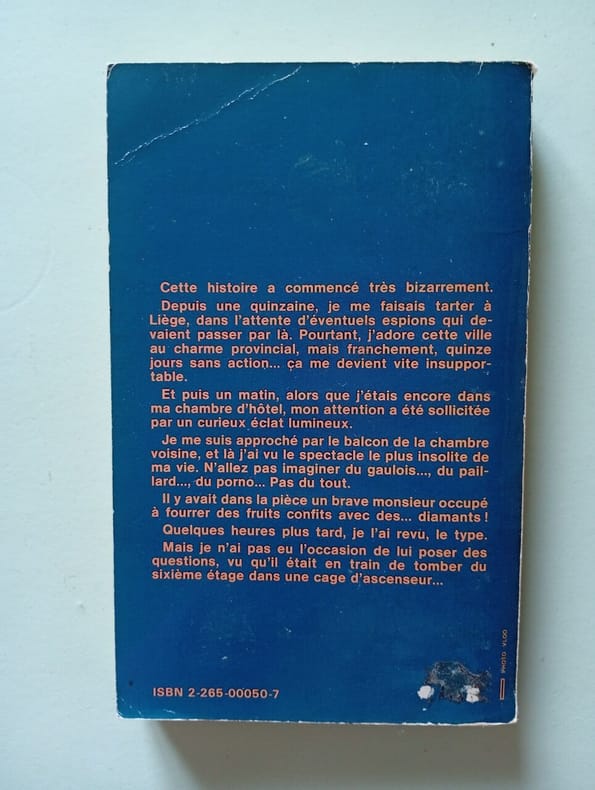 Cette histoire a commencé très bizarrement.
Depuis une quinzaine, je me faisais tarter à
Liège, dans l'attente d'éventuels espions qui de-
vaient passer par là. Pourtant, j'adore cette ville
au charme provincial, mais franchement, quinze
jours sans action... ça me devient vite insuppor-
table.
Et puis un matin, alors que j'étais encore dans
ma chambre d'hôtel, mon attention a été sollicitée
par un curieux éclat lumineux.
Je me suis approché par le balcon de la chambre
voisine, et là j'ai vu le spectacle le plus insolite de
ma vie. N'allez pas imaginer du gaulois..., du pail-
lard..., du porno... Pas du tout.
Il y avait dans la pièce un brave monsieur occupé
à fourrer des fruits confits avec des... diamants !
Quelques heures plus tard, je l'ai revu, le type.
Mais je n'ai pas eu l'occasion de lui poser des
questions, vu qu'il était en train de tomber du
sixième étage dans une cage d'ascenseur...
ISBN 2-265-00050-7
PHOTO VLOO